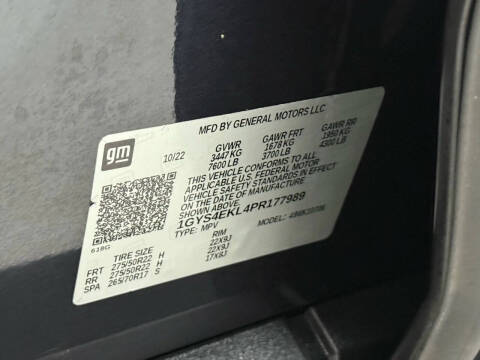 gm
MFD BY GENERAL MOTORS LLC
10/22
GVWR GAWR FRT GAWR RR
3447 KG 1678 KG 1950 KG
7600 LB 3700 LB 4300 LB
THIS VEHICLE CONFORMS TO ALL
APPLICABLE U.S. FEDERAL MOTOR
VEHICLE SAFETY STANDARDS IN EFFECT
ON THE DATE OF MANUFACTURE
SHOWN ABOVE.
1GYS4EKL4PR177989
TYPE: MPV MODEL:
618G
TIRE SIZE RIM
FRT 275/50R22 H 22X9J
RR 275/50R22 H 22X9J
SPA 265/70R17 S 17X8J